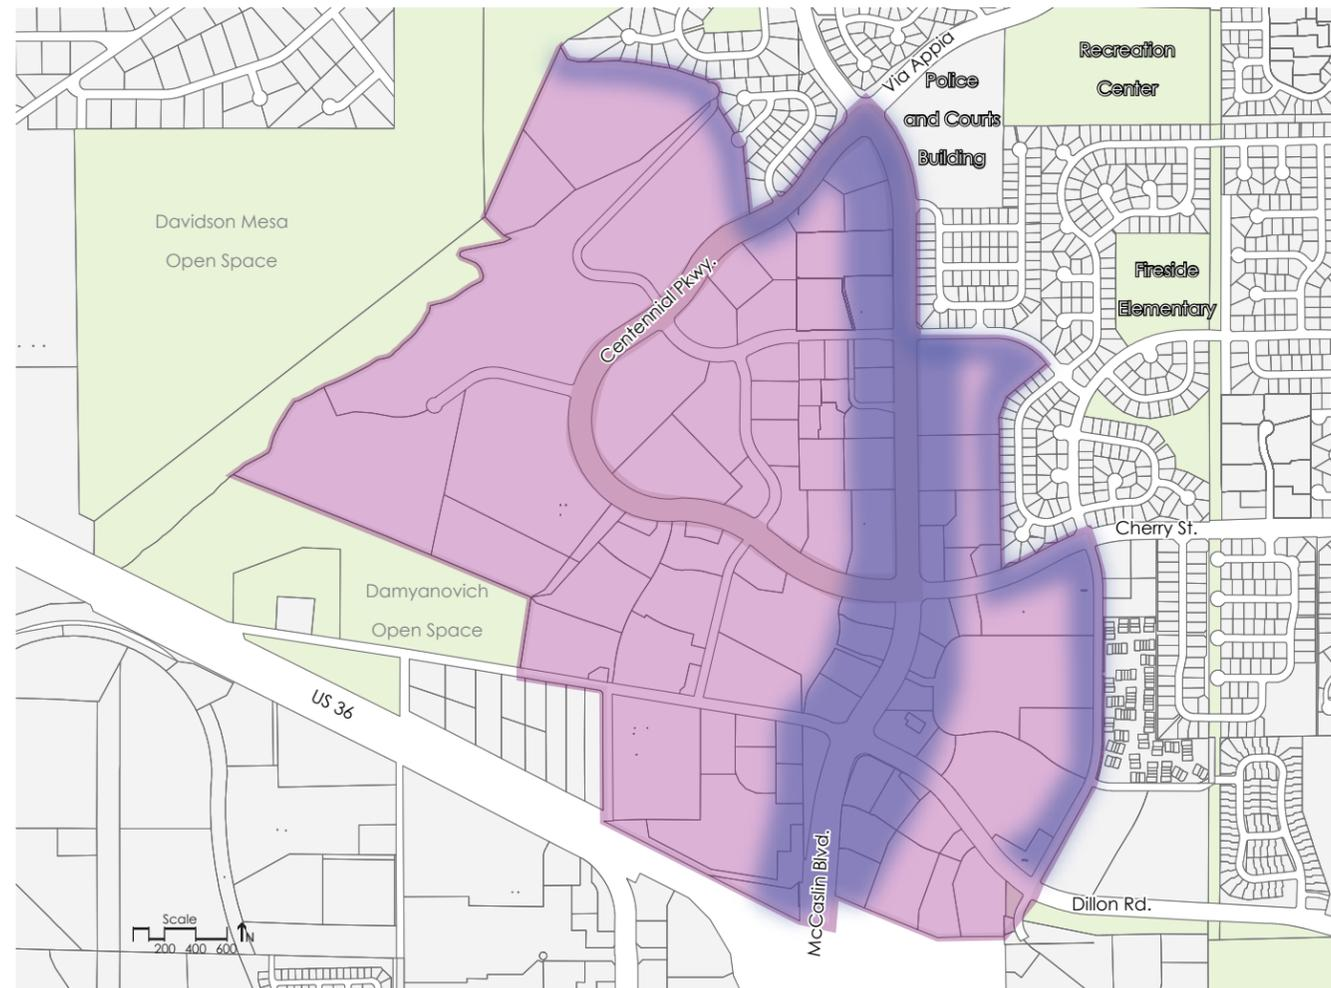 Via Appia
Recreation
Center
Police
and Courts
Building
Davidson Mesa
Open Space
Centennial Pkwy.
Fireside
Elementary
Cherry St.
Damyanovich
Open Space
US 36
McCaslin Blvd.
Dillon Rd.
Scale
N
200 400 600